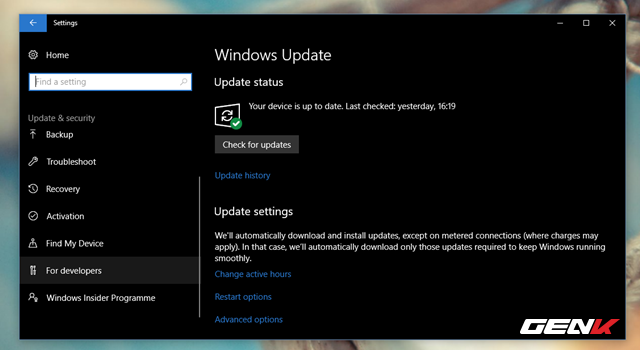 Settings
Home
Find a setting
Update & security
Backup
Troubleshoot
Recovery
Activation
Find My Device
For developers
Windows Insider Programme
Windows Update
Update status
Your device is up to date. Last checked: yesterday, 16:19
Check for updates
Update history
Update settings
We'll automatically download and install updates, except on metered connections (where charges may
apply). In that case, we'll automatically download only those updates required to keep Windows running
smoothly.
Change active hours
Restart options
Advanced options
GENK